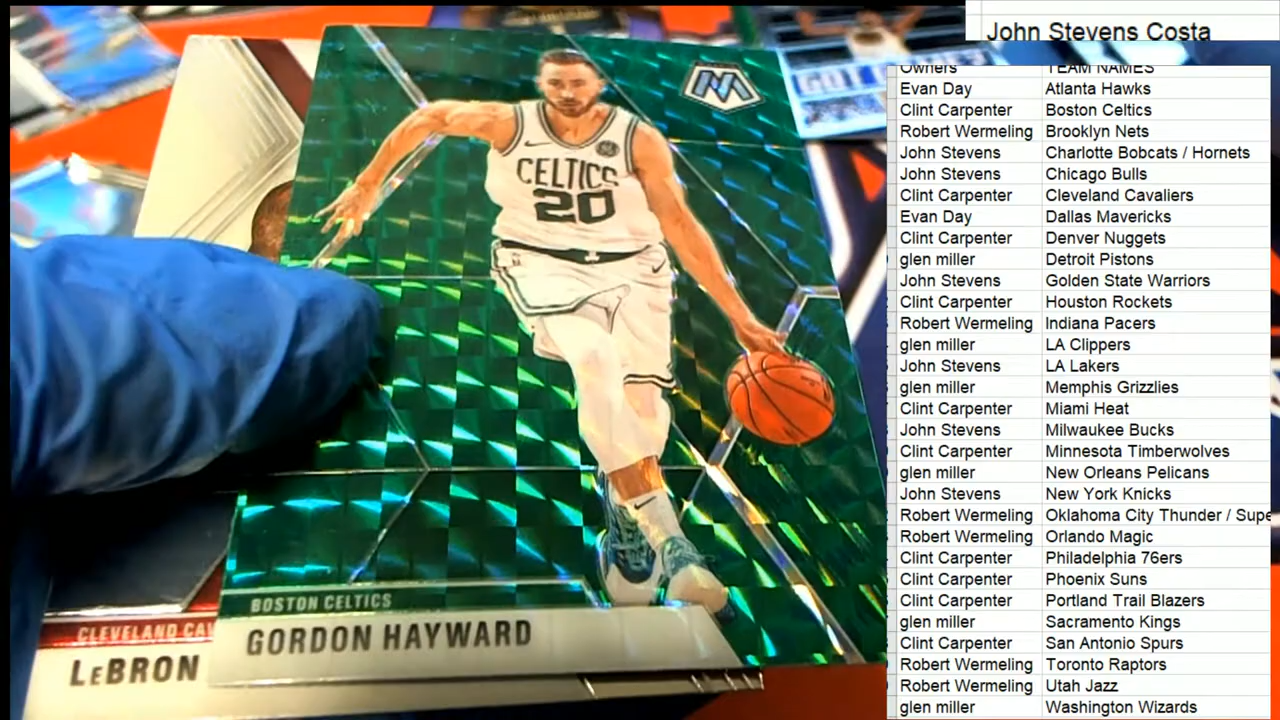 John Stevens Costa
Owners TEAM NAMES
Evan Day Atlanta Hawks
Clint Carpenter Boston Celtics
Robert Wermeling Brooklyn Nets
John Stevens Charlotte Bobcats / Hornets
John Stevens Chicago Bulls
Clint Carpenter Cleveland Cavaliers
Evan Day Dallas Mavericks
Clint Carpenter Denver Nuggets
glen miller Detroit Pistons
John Stevens Golden State Warriors
Clint Carpenter Houston Rockets
Robert Wermeling Indiana Pacers
glen miller LA Clippers
John Stevens LA Lakers
glen miller Memphis Grizzlies
Clint Carpenter Miami Heat
John Stevens Milwaukee Bucks
Clint Carpenter Minnesota Timberwolves
glen miller New Orleans Pelicans
John Stevens New York Knicks
Robert Wermeling Oklahoma City Thunder / Supe
Robert Wermeling Orlando Magic
Clint Carpenter Philadelphia 76ers
Clint Carpenter Phoenix Suns
Clint Carpenter Portland Trail Blazers
glen miller Sacramento Kings
Clint Carpenter San Antonio Spurs
Robert Wermeling Toronto Raptors
Robert Wermeling Utah Jazz
glen miller Washington Wizards
M
CELTICS
20
BOSTON CELTICS
GORDON HAYWARD
CLEVELAND CAV
LEBRON